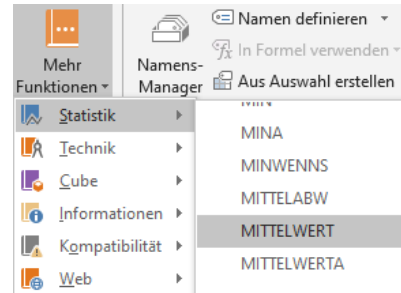 Mehr
Funktionen
Namens-
Manager
Namen definieren
In Formel verwenden
Aus Auswahl erstellen
Statistik
Technik
Cube
Informationen
Kompatibilität
Web
MIN
MINA
MINWENNS
MITTELABW
MITTELWERT
MITTELWERTA